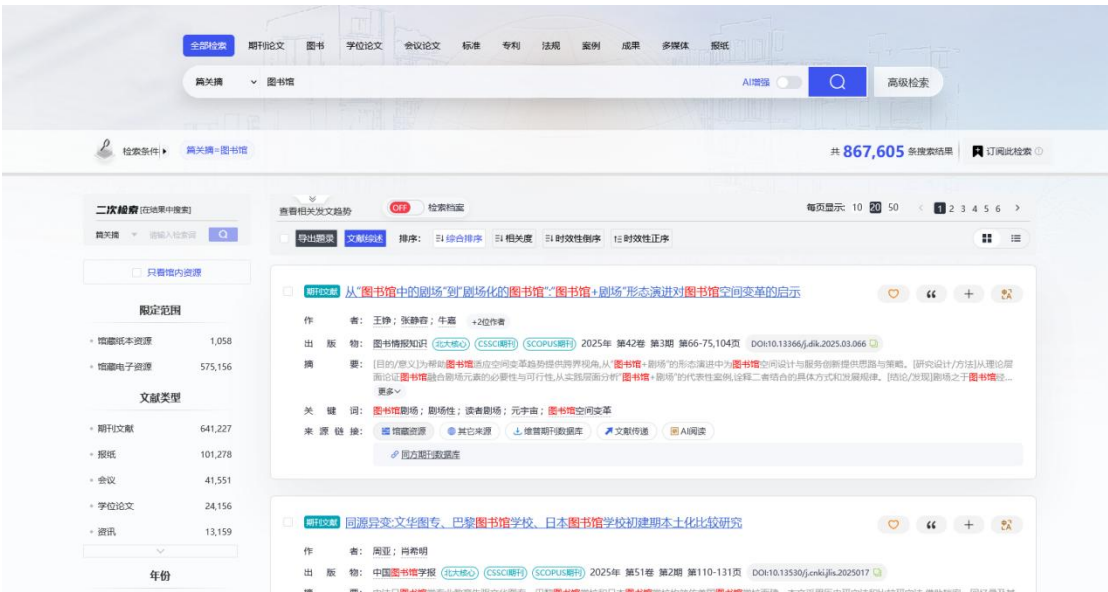 全部检索 期刊论文 图书 学位论文 会议论文 标准 专利 法规 案例 成果 多媒体 报纸
篇关摘 图书馆 AI增强 高级检索
检索条件 篇关摘=图书馆 共 867,605 条搜索结果 订阅此检索
二次检索 [在结果中搜索]
查看相关发文趋势 OFF 检索档案 每页显示: 10 20 50 1 2 3 4 5 6
篇关摘 请输入检索词
导出题录 文献综述 排序: 综合排序 相关度 时效性倒序 时效性正序
只看馆内资源
限定范围
馆藏纸本资源 1,058
馆藏电子资源 575,156
文献类型
期刊文献 641,227
报纸 101,278
会议 41,551
学位论文 24,156
资讯 13,159
年份
期刊文献 从“图书馆中的剧场”到“剧场化的图书馆”:“图书馆+剧场”形态演进对图书馆空间变革的启示
作 者: 王铮; 张静容; 牛嘉 +2位作者
出 版 物: 图书情报知识 北大核心 CSSCI期刊 SCOPUS期刊 2025年 第42卷 第3期 第66-75,104页 DOI:10.13366/j.dik.2025.03.066
摘 要: [目的/意义]为帮助图书馆适应空间变革趋势提供跨界视角,从“图书馆+剧场”的形态演进中为图书馆空间设计与服务创新提供思路与策略。[研究设计/方法]从理论层
面论证图书馆融合剧场元素的必要性与可行性,从实践层面分析“图书馆+剧场”的代表性案例,诠释二者结合的具体方式和发展规律。[结论/发现]剧场之于图书馆经...
更多
关 键 词: 图书馆剧场; 剧场性; 读者剧场; 元宇宙; 图书馆空间变革
来 源 链 接: 馆藏资源 其它来源 维普期刊数据库 文献传递 AI阅读
同方期刊数据库
期刊文献 同源异变:文华图专、巴黎图书馆学校、日本图书馆学校初建期本土化比较研究
作 者: 周亚; 肖希明
出 版 物: 中国图书馆学报 北大核心 CSSCI期刊 SCOPUS期刊 2025年 第51卷 第2期 第110-131页 DOI:10.13530/j.cnki.jlis.2025017